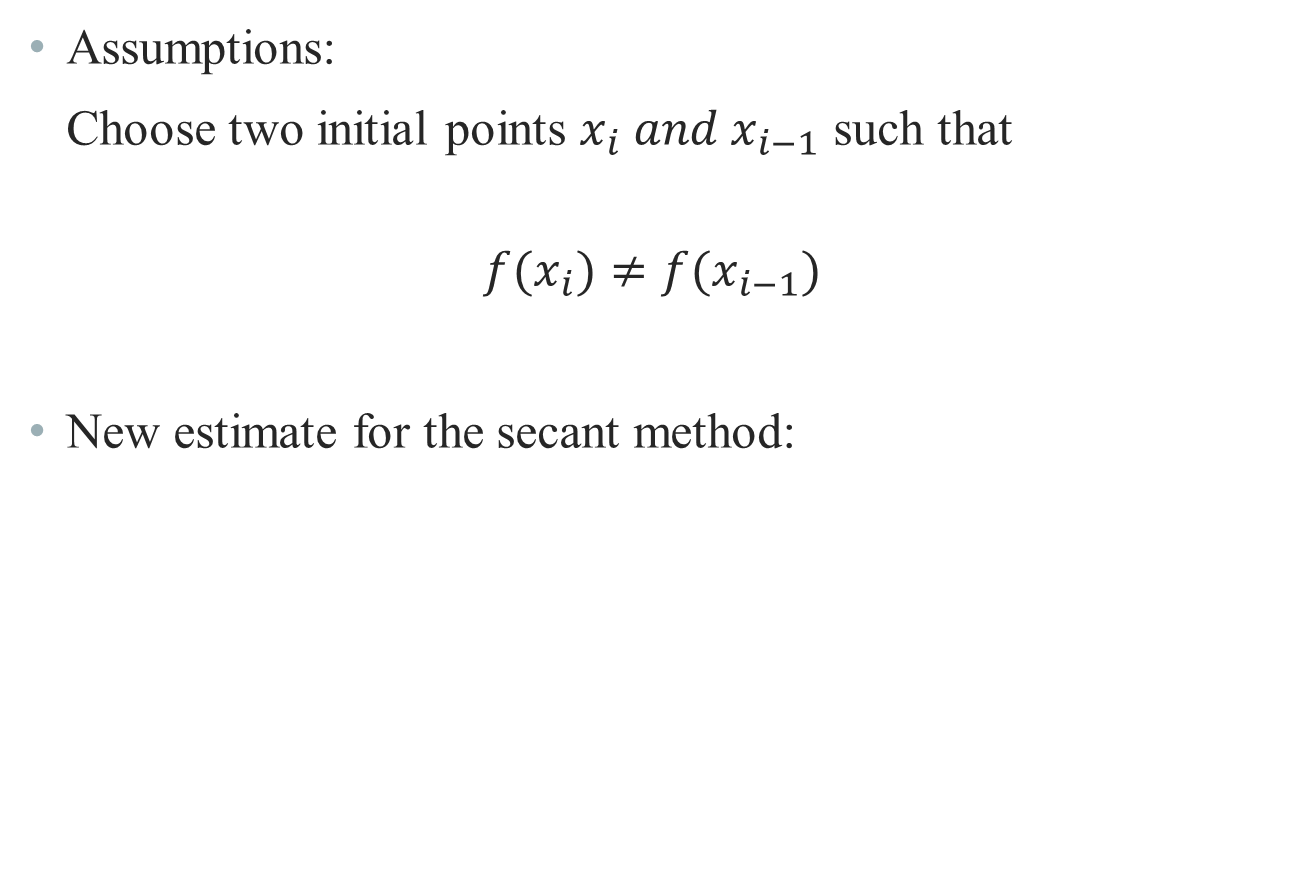 • Assumptions:
Choose two initial points 𝑥ᵢ 𝑎𝑛𝑑 𝑥ᵢ₋₁ such that
𝑓(𝑥ᵢ) ≠ 𝑓(𝑥ᵢ₋₁)
• New estimate for the secant method: